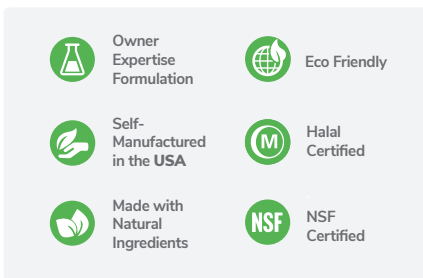 Owner
Expertise
Formulation
Eco Friendly
Self-
Manufactured
in the USA
M
Halal
Certified
Made with
Natural
Ingredients
NSF
NSF
Certified